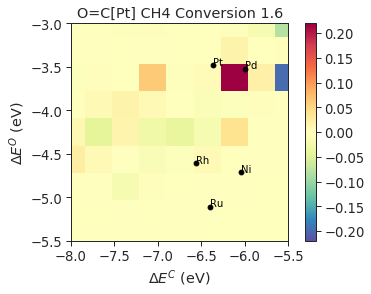 O=C[Pt] CH4 Conversion 1.6
−3.0
−3.5
−4.0
−4.5
−5.0
−5.5
ΔE^O (eV)
Pt
Pd
Rh
Ni
Ru
−8.0 −7.5 −7.0 −6.5 −6.0 −5.5
ΔE^C (eV)
0.20
0.15
0.10
0.05
0.00
−0.05
−0.10
−0.15
−0.20